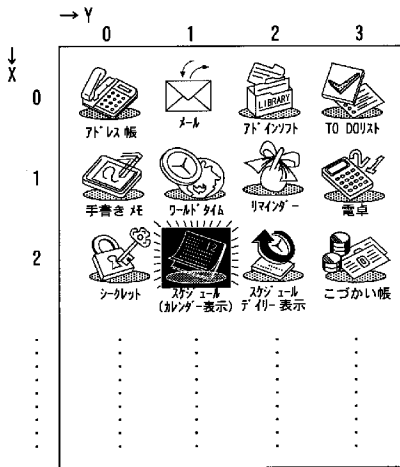 → Y
0 1 2 3
↓
X
0
LIBRARY
アドレス帳 メール アドインソフト TO DOリスト
1
手書きメモ ワールドタイム リマインダー 電卓
2
シークレット スケジュール スケジュール こづかい帳
(カレンダー表示) デイリー表示